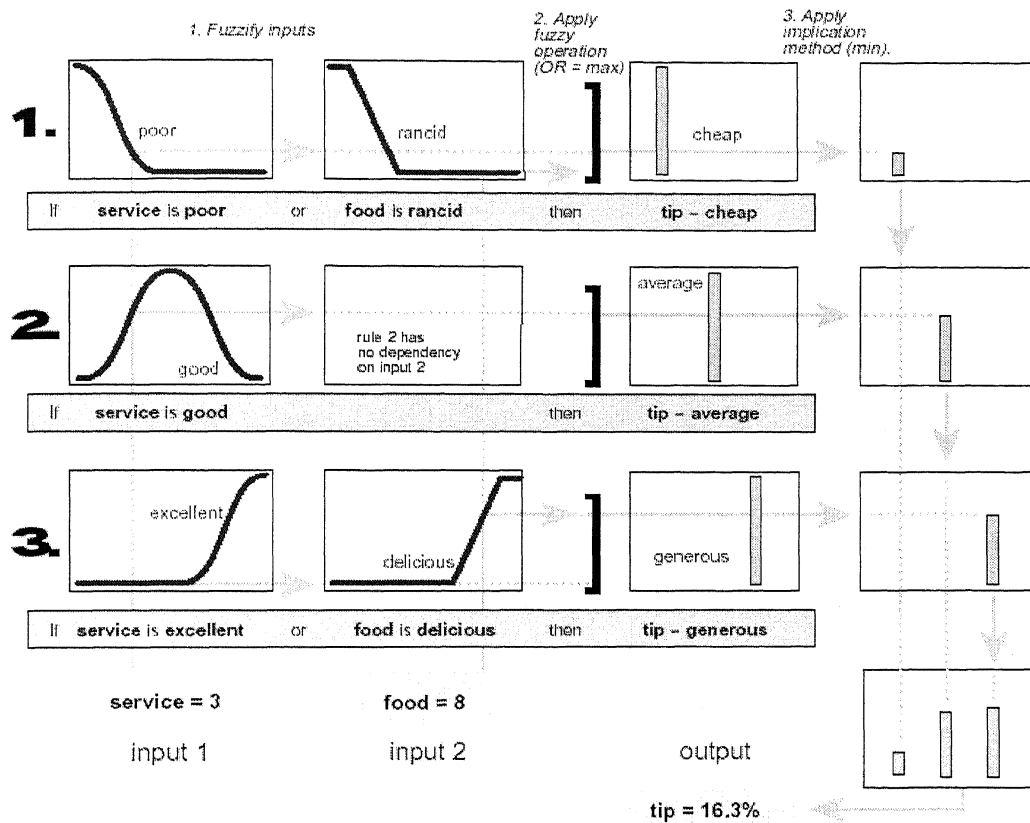 1. Fuzzify inputs
2. Apply
fuzzy
operation
(OR = max)
3. Apply
implication
method (min).
1.
poor
rancid
cheap
If service is poor or food is rancid then tip – cheap
2.
good
rule 2 has
no dependency
on input 2
average
If service is good then tip – average
3.
excellent
delicious
generous
If service is excellent or food is delicious then tip – generous
service = 3
food = 8
input 1
input 2
output
tip = 16.3%